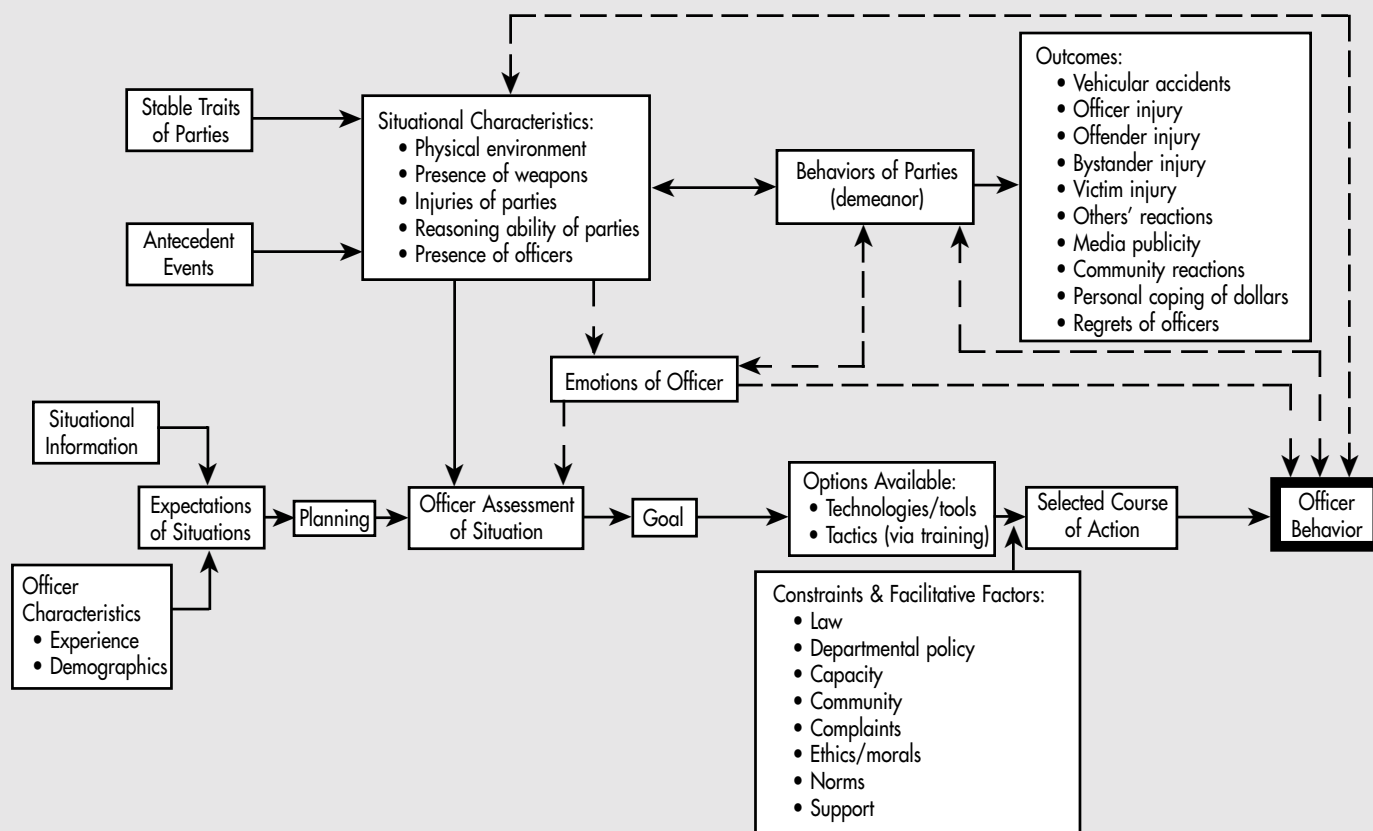 Stable Traits
of Parties
Antecedent
Events
Situational Characteristics:
• Physical environment
• Presence of weapons
• Injuries of parties
• Reasoning ability of parties
• Presence of officers
Behaviors of Parties
(demeanor)
Outcomes:
• Vehicular accidents
• Officer injury
• Offender injury
• Bystander injury
• Victim injury
• Others’ reactions
• Media publicity
• Community reactions
• Personal coping of dollars
• Regrets of officers
Emotions of Officer
Situational
Information
Expectations
of Situations
Officer
Characteristics
• Experience
• Demographics
Planning
Officer Assessment
of Situation
Goal
Options Available:
• Technologies/tools
• Tactics (via training)
Selected Course
of Action
Officer
Behavior
Constraints & Facilitative Factors:
• Law
• Departmental policy
• Capacity
• Community
• Complaints
• Ethics/morals
• Norms
• Support